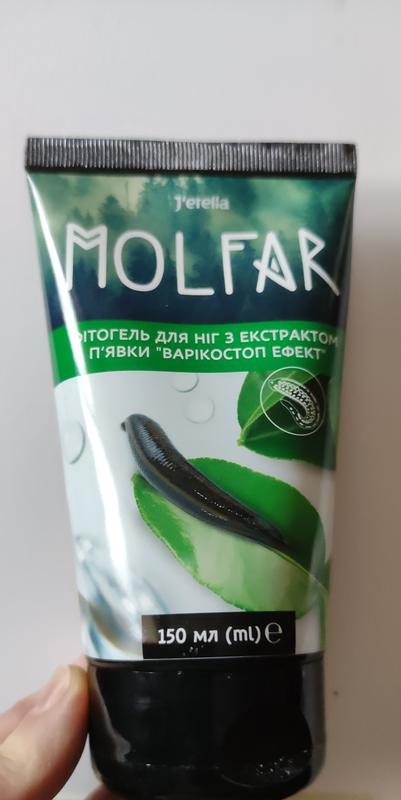 J'erelia
MOLFAR
ФІТОГЕЛЬ ДЛЯ НІГ З ЕКСТРАКТОМ
П'ЯВКИ "ВАРІКОСТОП ЕФЕКТ"
150 мл (ml) ℮